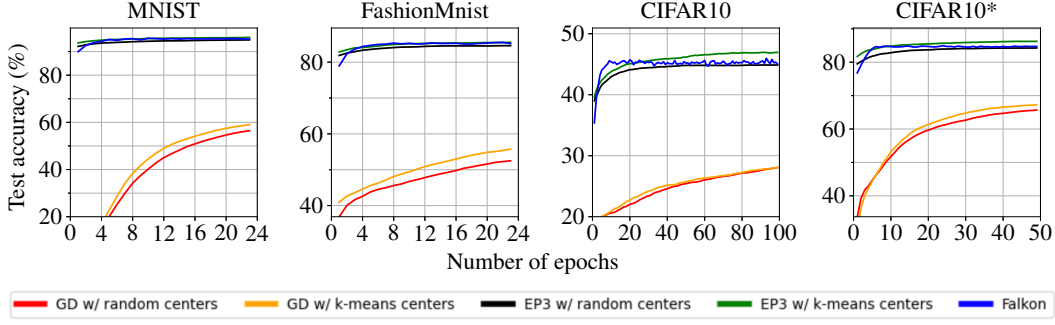 MNIST FashionMnist CIFAR10 CIFAR10*
Test accuracy (%)
80
60
40
20
0 4 8 12 16 20 24
80
60
40
0 4 8 12 16 20 24
50
40
30
20
0 20 40 60 80 100
80
60
40
0 10 20 30 40 50
Number of epochs
GD w/ random centers GD w/ k-means centers EP3 w/ random centers EP3 w/ k-means centers Falkon